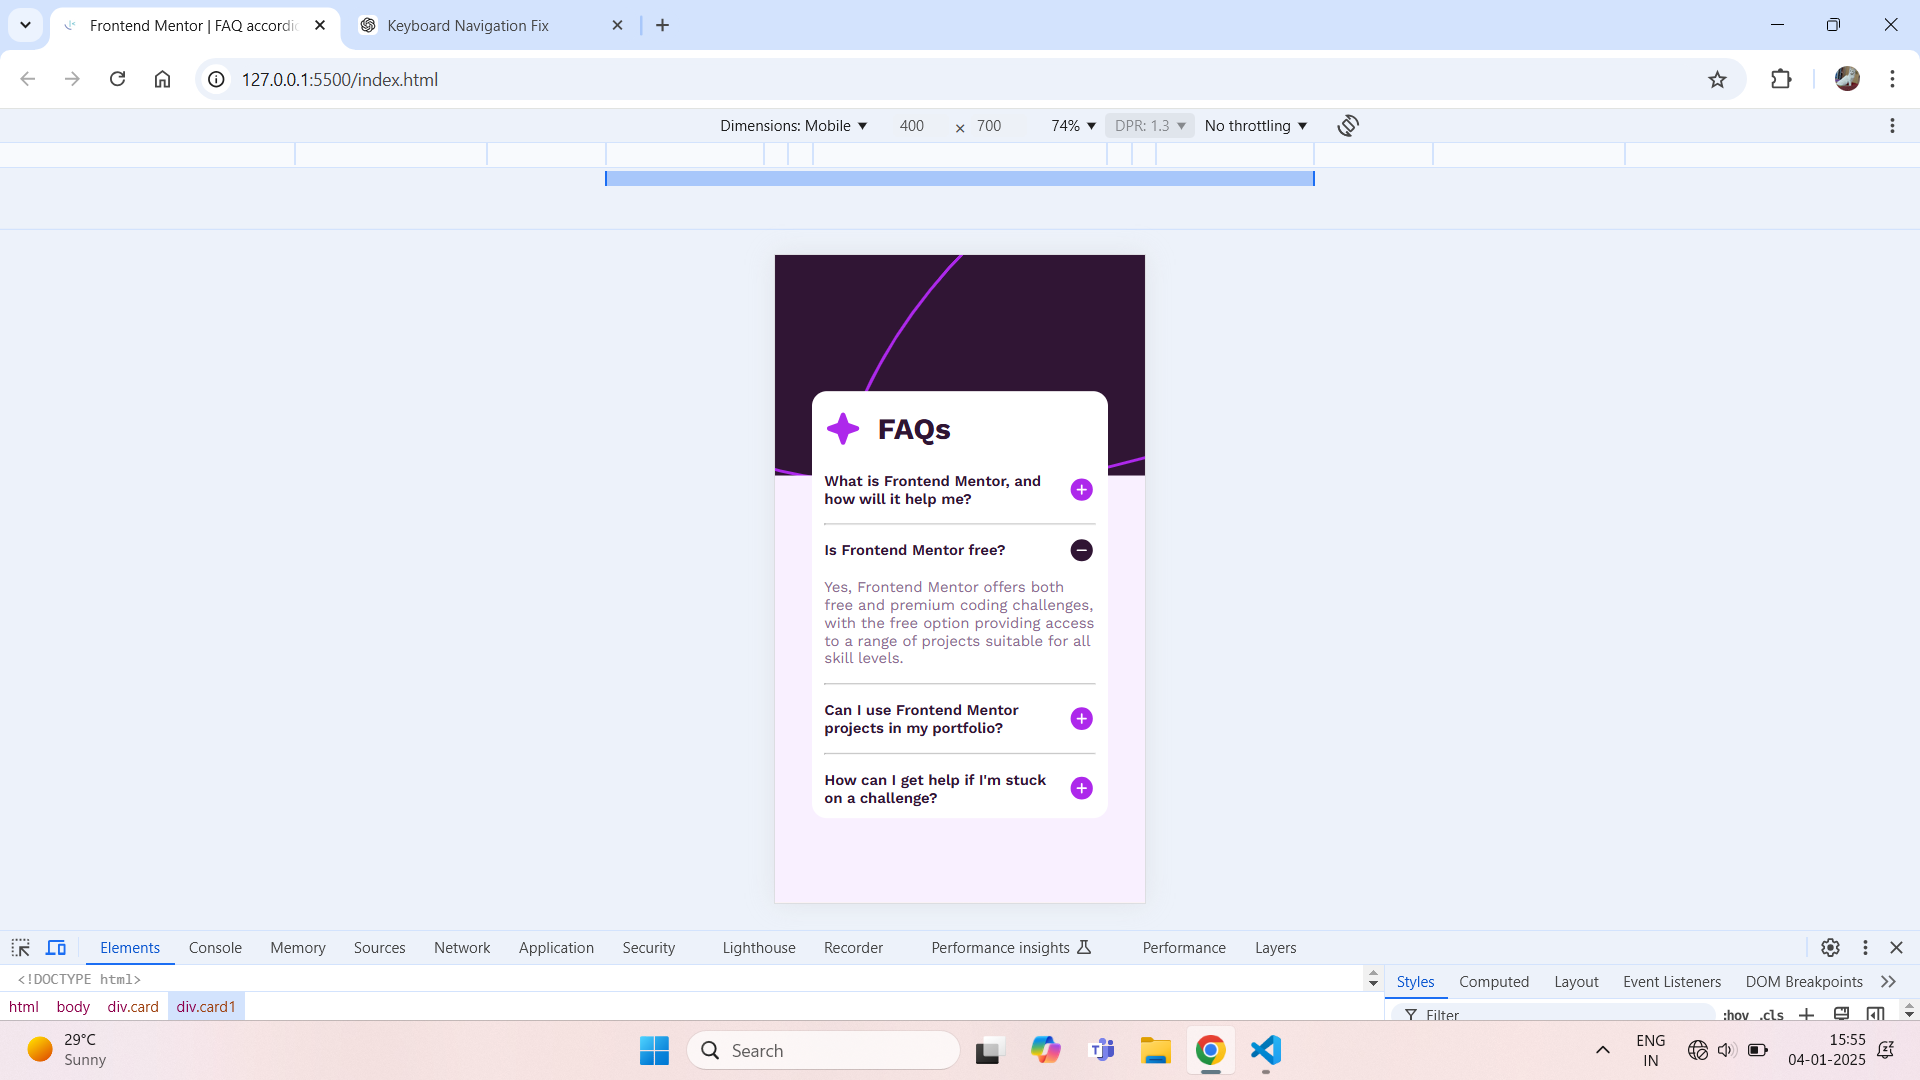 Frontend Mentor | FAQ accordi
Keyboard Navigation Fix
127.0.0.1:5500/index.html
Dimensions: Mobile 400 × 700 74% DPR: 1.3 No throttling
FAQs
What is Frontend Mentor, and
how will it help me?
Is Frontend Mentor free?
Yes, Frontend Mentor offers both
free and premium coding challenges,
with the free option providing access
to a range of projects suitable for all
skill levels.
Can I use Frontend Mentor
projects in my portfolio?
How can I get help if I'm stuck
on a challenge?
Elements Console Memory Sources Network Application Security Lighthouse Recorder Performance insights Performance Layers
<!DOCTYPE html>
html body div.card div.card1
Styles Computed Layout Event Listeners DOM Breakpoints
Filter :hov .cls
29°C
Sunny
Search
ENG
IN
15:55
04-01-2025